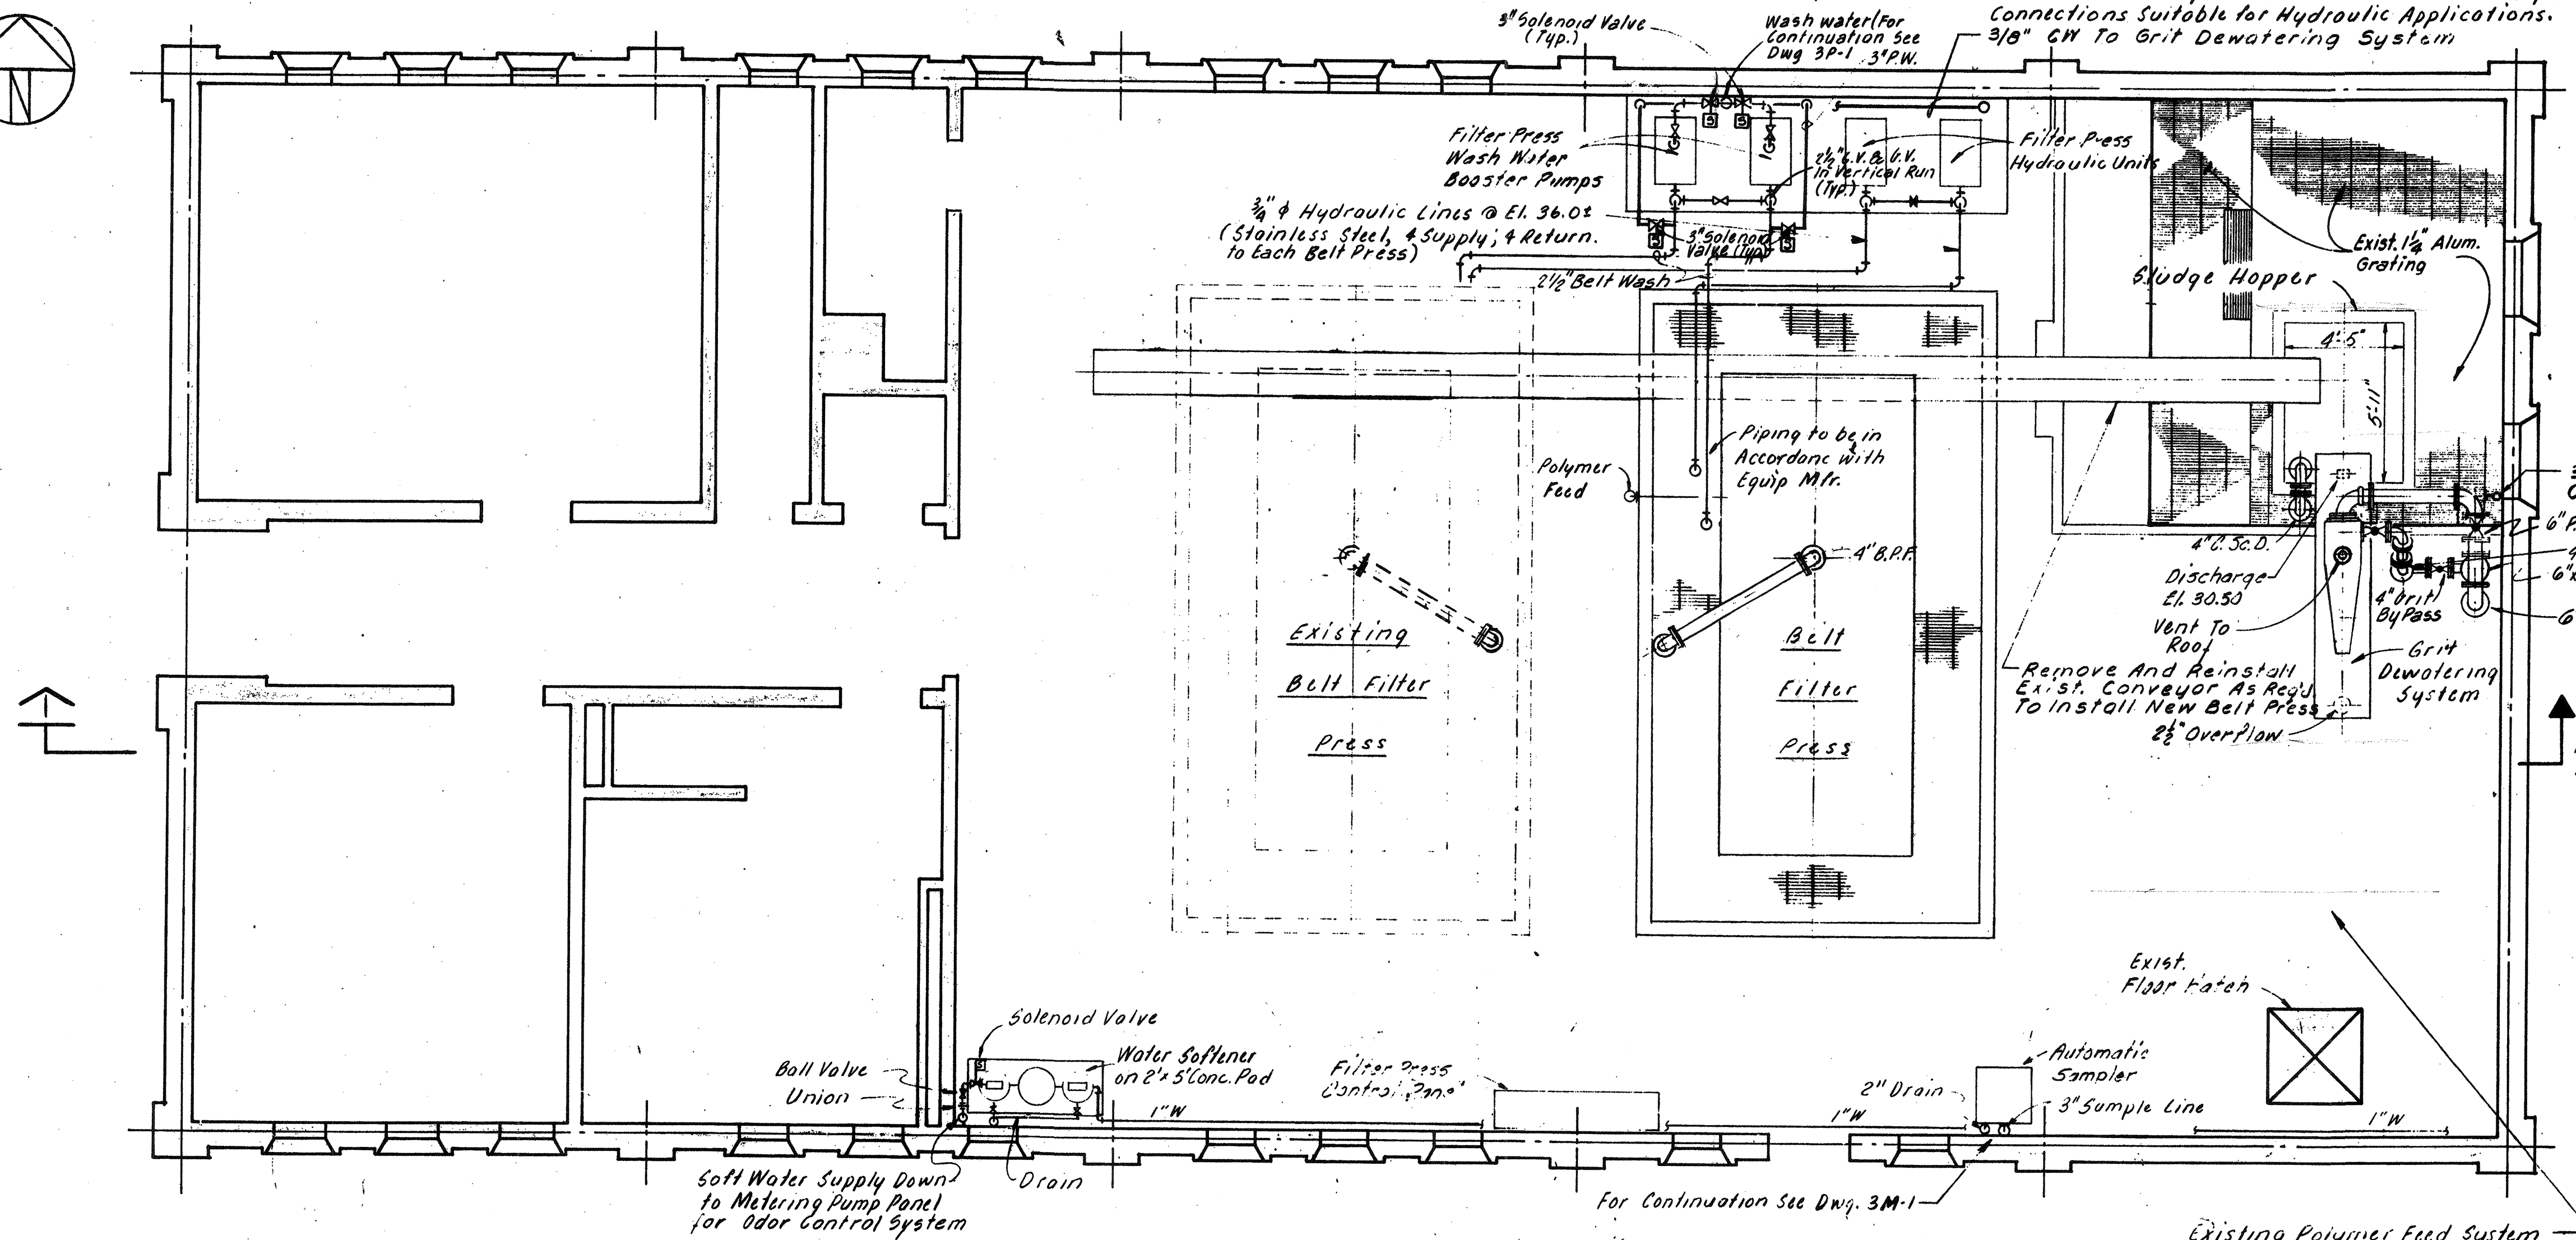 N
3" Solenoid Valve
(Typ.)
Wash water (For
Continuation See
Dwg 3P-1
3" P.W.
Connections Suitable for Hydraulic Applications.
3/8" CW To Grit Dewatering System
Filter Press
Wash Water
Booster Pumps
2½" C.V. & G.V.
In Vertical Run
(Typ.)
Filter Press
Hydraulic Units
S
S
S
S
¾" ϕ Hydraulic Lines @ El. 36.0±
(Stainless Steel, 4 Supply, 4 Return.
to Each Belt Press)
3" Solenoid
Valve (Typ)
2½" Belt Wash
Exist. 1¼" Alum.
Grating
Sludge Hopper
4'-5"
5'-11"
Piping to be in
Accordanc with
Equip Mfr.
Polymer
Feed
4" B.P.F.
4" C. Sc. D.
Discharge
El. 30.50
Vent To
Roof
4" Grit
ByPass
6" P.
6"x
6
Grit
Dewatering
System
Remove And Reinstall
Exist. Conveyor As Req'd
To Install New Belt Press
2½" Overflow
Existing
Belt Filter
Press
Belt
Filter
Press
Exist.
Floor Hatch
Solenoid Valve
Ball Valve
Union
S
Water Softener
on 2' x 5' Conc. Pad
1" W
Filter Press
Control Panel
1" W
2" Drain
Automatic
Sampler
3" Sample Line
1" W
Soft Water Supply Down
to Metering Pump Panel
for Odor Control System
Drain
For Continuation See Dwg. 3M-1
Existing Polymer Feed System